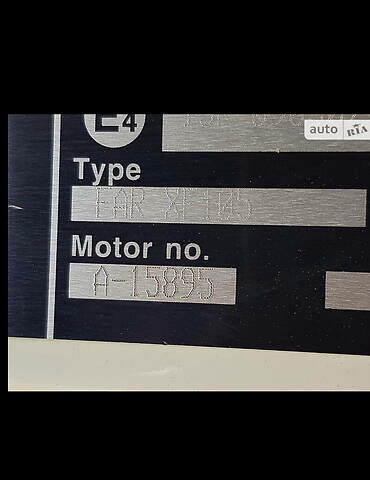 E4
auto RIA
Type
FAR XF105
Motor no.
A-15895